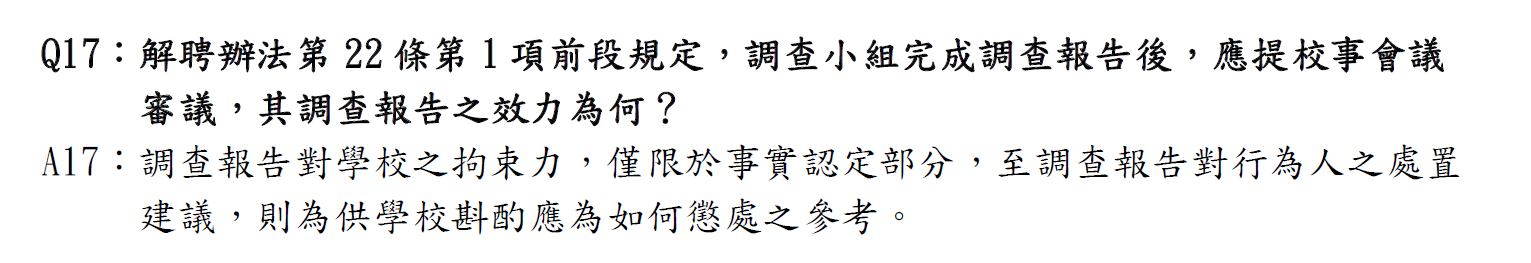 Q17：解聘辦法第 22 條第 1 項前段規定，調查小組完成調查報告後，應提校事會議
審議，其調查報告之效力為何？
A17：調查報告對學校之拘束力，僅限於事實認定部分，至調查報告對行為人之處置
建議，則為供學校斟酌應為如何懲處之參考。